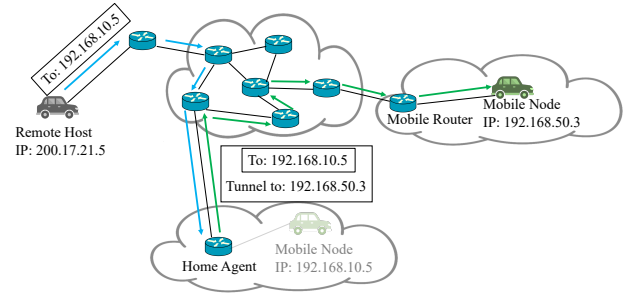 To: 192.168.10.5
Remote Host
IP: 200.17.21.5
Mobile Router
Mobile Node
IP: 192.168.50.3
To: 192.168.10.5
Tunnel to: 192.168.50.3
Home Agent
Mobile Node
IP: 192.168.10.5